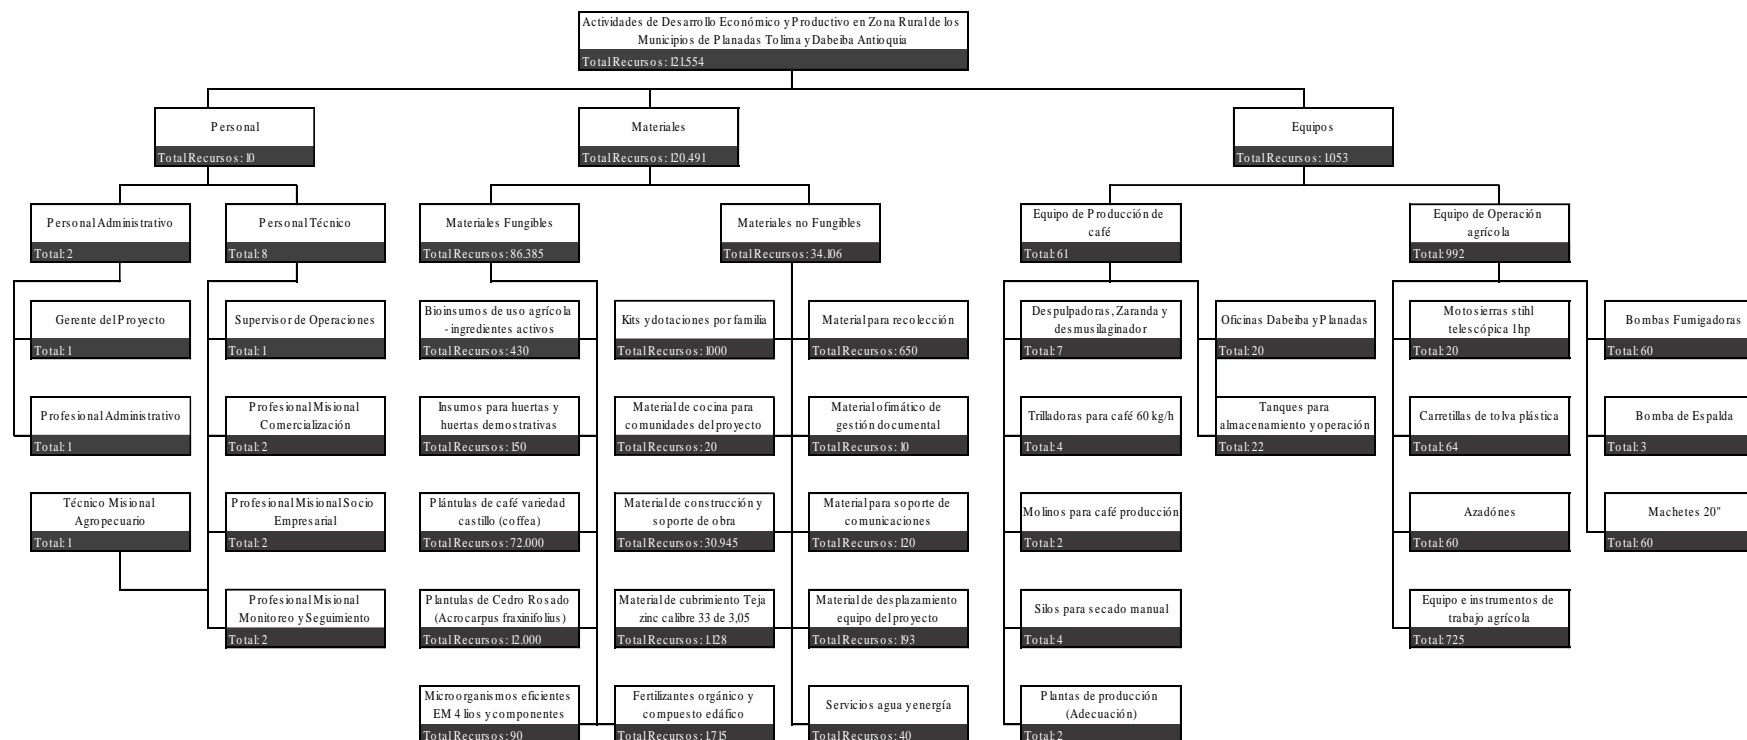 Actividades de Desarrollo Económico y Productivo en Zona Rural de los
Municipios de Planadas Tolima y Dabeiba Antioquia
Total Recursos: 121.554
Personal
Total Recursos: 10
Materiales
Total Recursos: 120.491
Equipos
Total Recursos: 1.053
Personal Administrativo
Total: 2
Personal Técnico
Total: 8
Materiales Fungibles
Total Recursos: 86.385
Materiales no Fungibles
Total Recursos: 34.106
Equipo de Producción de
café
Total: 61
Equipo de Operación
agrícola
Total: 992
Gerente del Proyecto
Total: 1
Supervisor de Operaciones
Total: 1
Bioinsumos de uso agrícola
- ingredientes activos
Total Recursos: 430
Kits y dotaciones por familia
Total Recursos: 1000
Material para recolección
Total Recursos: 650
Despulpadoras, Zaranda y
desmusilaginador
Total: 7
Oficinas Dabeiba y Planadas
Total: 20
Motosierras stihl
telescópica 1hp
Total: 20
Bombas Fumigadoras
Total: 60
Profesional Administrativo
Total: 1
Profesional Misional
Comercialización
Total: 2
Insumos para huertas y
huertas demostrativas
Total Recursos: 150
Material de cocina para
comunidades del proyecto
Total Recursos: 20
Material ofimático de
gestión documental
Total Recursos: 10
Trilladoras para café 60 kg/h
Total: 4
Tanques para
almacenamiento y operación
Total: 22
Carretillas de tolva plástica
Total: 64
Bomba de Espalda
Total: 3
Técnico Misional
Agropecuario
Total: 1
Profesional Misional Socio
Empresarial
Total: 2
Plántulas de café variedad
castillo (coffea)
Total Recursos: 72.000
Material de construcción y
soporte de obra
Total Recursos: 30.945
Material para soporte de
comunicaciones
Total Recursos: 120
Molinos para café producción
Total: 2
Azadónes
Total: 60
Machetes 20"
Total: 60
Profesional Misional
Monitoreo y Seguimiento
Total: 2
Plantulas de Cedro Rosado
(Acrocarpus fraxinifolius)
Total Recursos: 12.000
Material de cubrimiento Teja
zinc calibre 33 de 3,05
Total Recursos: 1.128
Material de desplazamiento
equipo del proyecto
Total Recursos: 193
Silos para secado manual
Total: 4
Equipo e instrumentos de
trabajo agrícola
Total: 725
Microorganismos eficientes
EM 4 lios y componentes
Total Recursos: 90
Fertilizantes orgánico y
compuesto edáfico
Total Recursos: 1.715
Servicios agua y energía
Total Recursos: 40
Plantas de producción
(Adecuación)
Total: 2